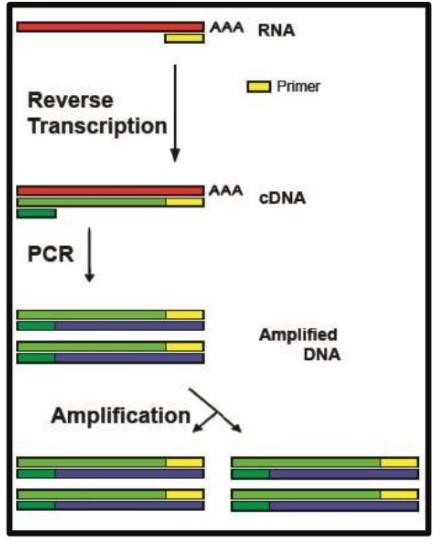 AAA RNA
Primer
Reverse
Transcription
AAA
cDNA
PCR
Amplified
DNA
Amplification